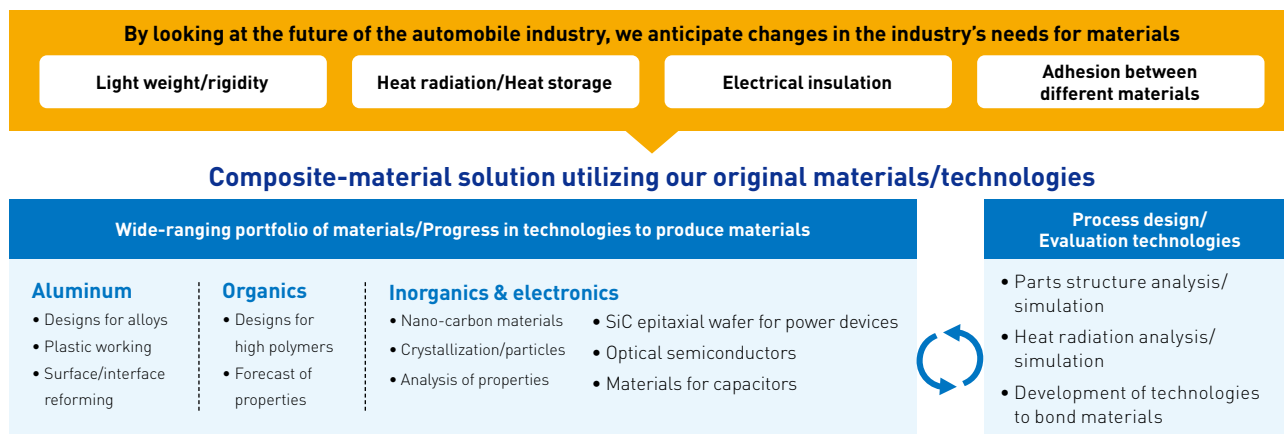 By looking at the future of the automobile industry, we anticipate changes in the industry's needs for materials
Light weight/rigidity
Heat radiation/Heat storage
Electrical insulation
Adhesion between
different materials
Composite-material solution utilizing our original materials/technologies
Wide-ranging portfolio of materials/Progress in technologies to produce materials
Aluminum
• Designs for alloys
• Plastic working
• Surface/interface
reforming
Organics
• Designs for
high polymers
• Forecast of
properties
Inorganics & electronics
• Nano-carbon materials
• Crystallization/particles
• Analysis of properties
• SiC epitaxial wafer for power devices
• Optical semiconductors
• Materials for capacitors
Process design/
Evaluation technologies
• Parts structure analysis/
simulation
• Heat radiation analysis/
simulation
• Development of technologies
to bond materials